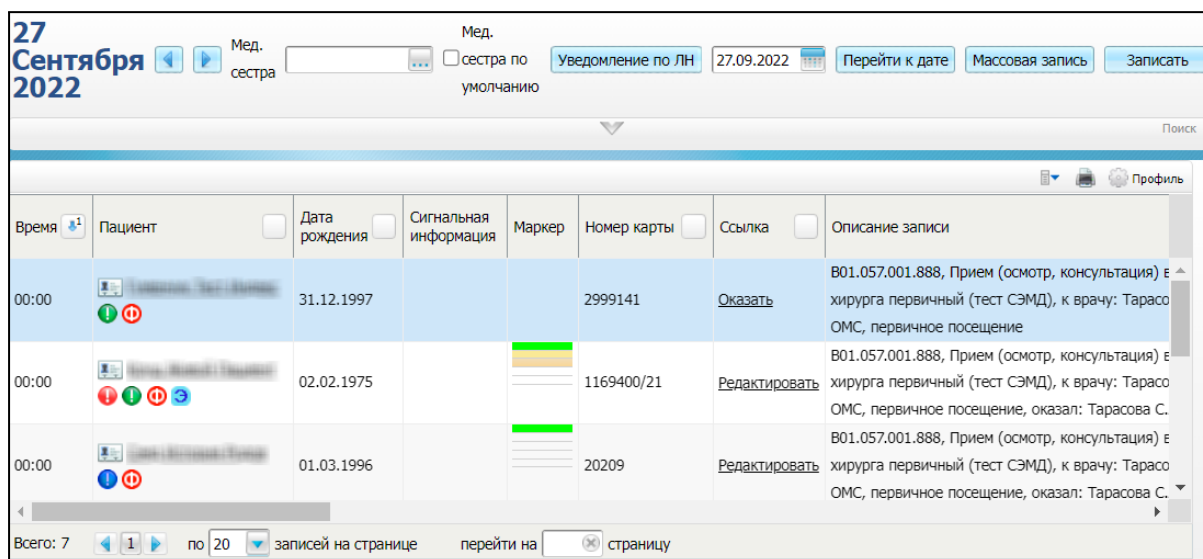 27
Сентября
2022
Мед.
сестра
...
Мед.
сестра по
умолчанию
Уведомление по ЛН
27.09.2022
Перейти к дате
Массовая запись
Записать
Поиск
Профиль
Время 1 Пациент Дата рождения Сигнальная информация Маркер Номер карты Ссылка Описание записи
00:00 31.12.1997 2999141 Оказать
B01.057.001.888, Прием (осмотр, консультация) в
хирурга первичный (тест СЭМД), к врачу: Тарасо
ОМС, первичное посещение
! Ф
00:00 02.02.1975 1169400/21 Редактировать
B01.057.001.888, Прием (осмотр, консультация) в
хирурга первичный (тест СЭМД), к врачу: Тарасо
ОМС, первичное посещение, оказал: Тарасова С.
! ! Ф Э
00:00 01.03.1996 20209 Редактировать
B01.057.001.888, Прием (осмотр, консультация) в
хирурга первичный (тест СЭМД), к врачу: Тарасо
ОМС, первичное посещение, оказал: Тарасова С.
! Ф
Всего: 7 1 по 20 записей на странице перейти на страницу